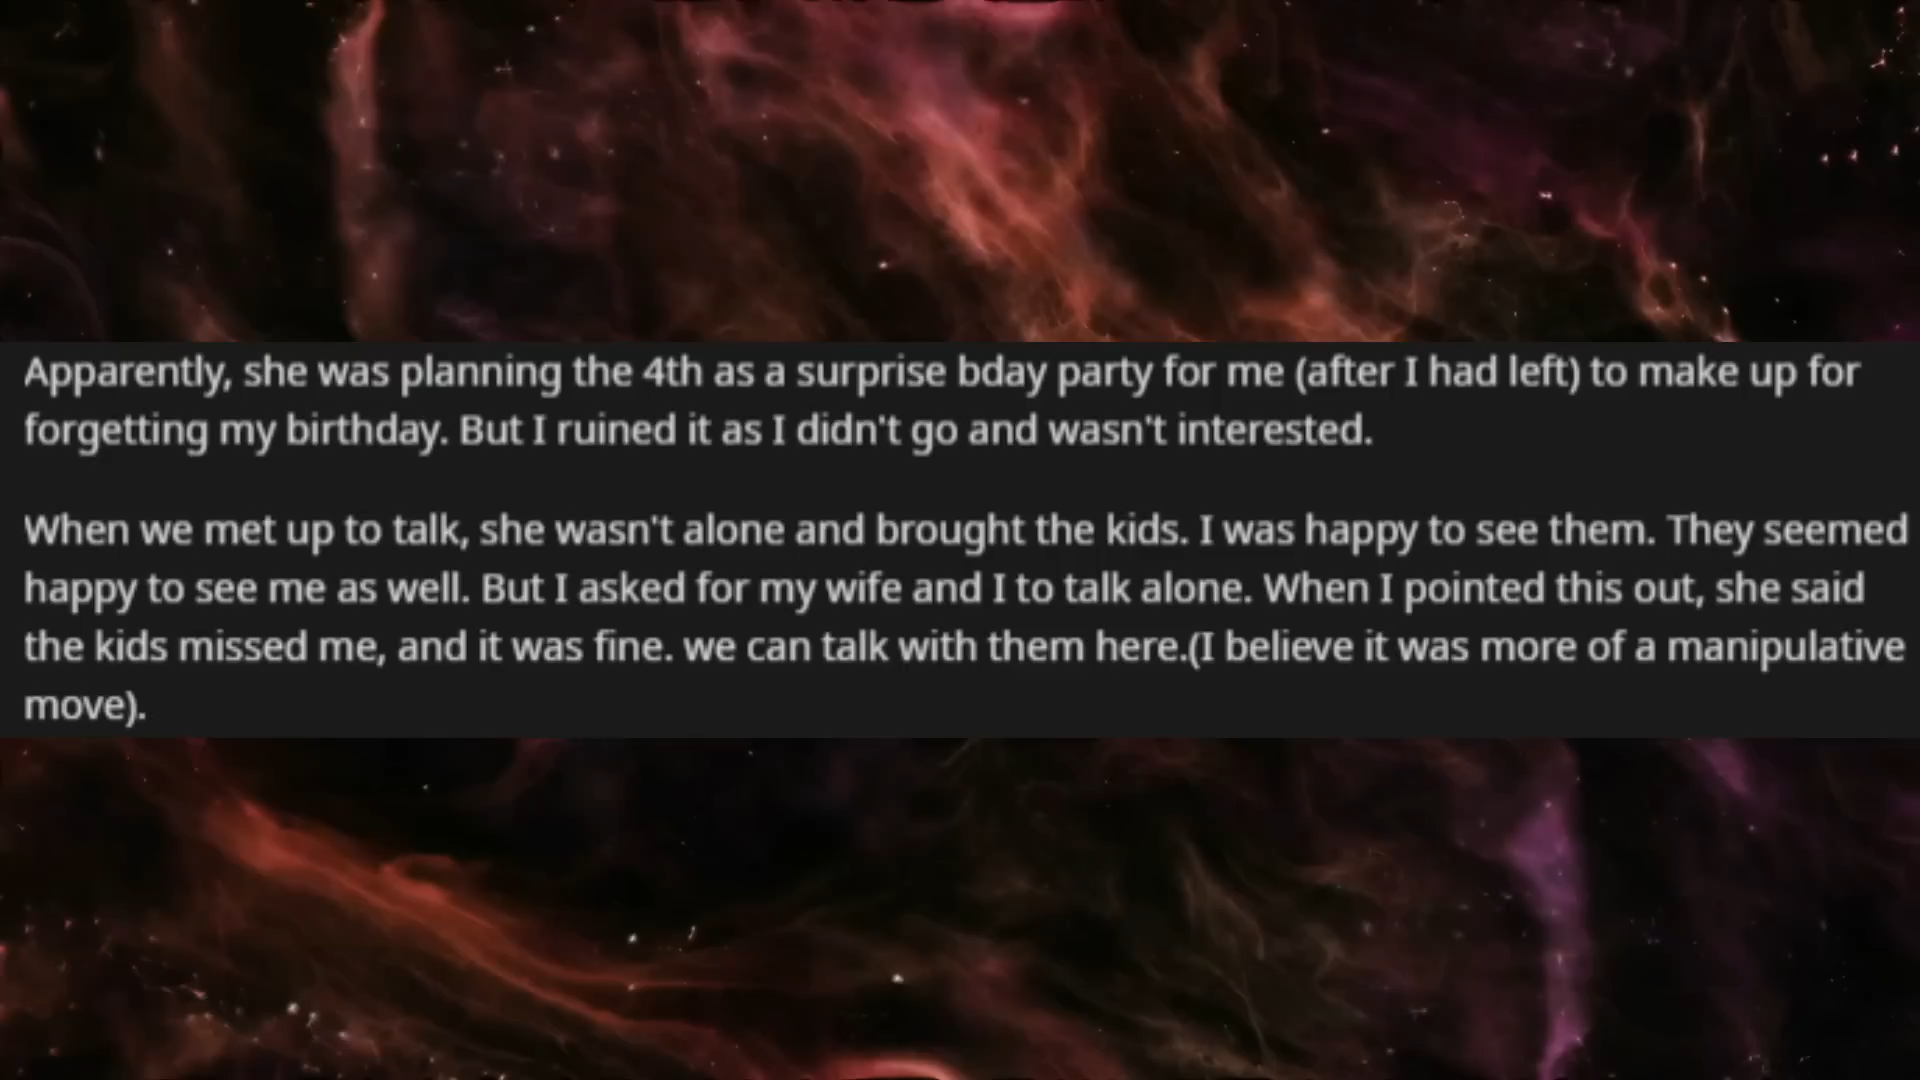 Apparently, she was planning the 4th as a surprise bday party for me (after I had left) to make up for
forgetting my birthday. But I ruined it as I didn't go and wasn't interested.
When we met up to talk, she wasn't alone and brought the kids. I was happy to see them. They seemed
happy to see me as well. But I asked for my wife and I to talk alone. When I pointed this out, she said
the kids missed me, and it was fine. we can talk with them here.(I believe it was more of a manipulative
move).